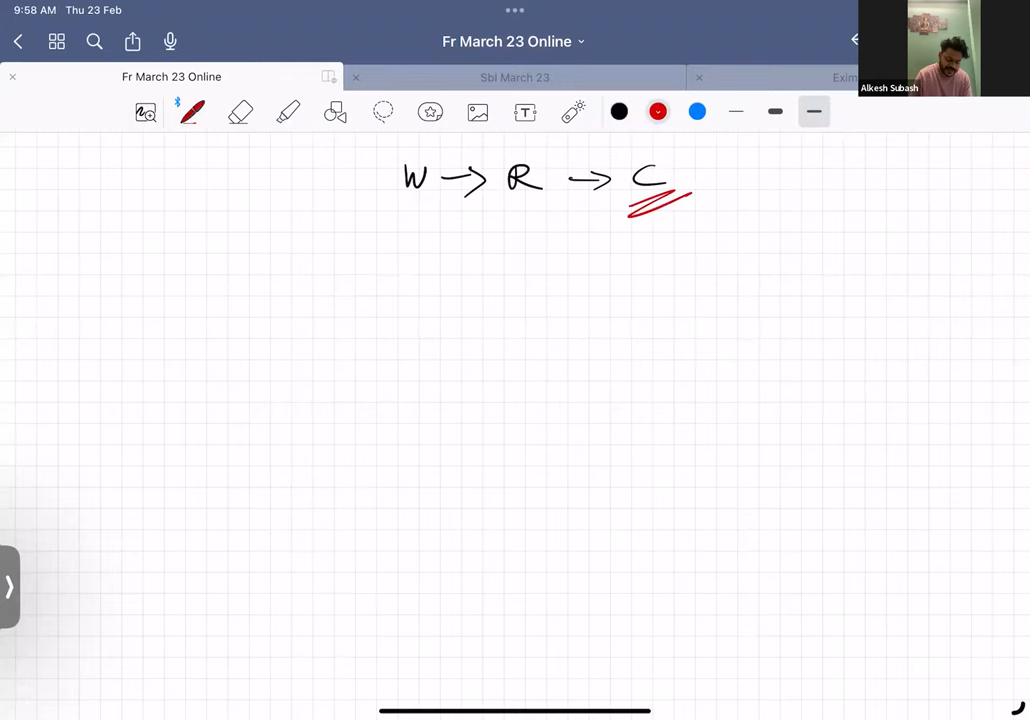 9:58 AM Thu 23 Feb
Fr March 23 Online
Alkesh Subash
Fr March 23 Online
Sbl March 23
Exim
T
W → R → C